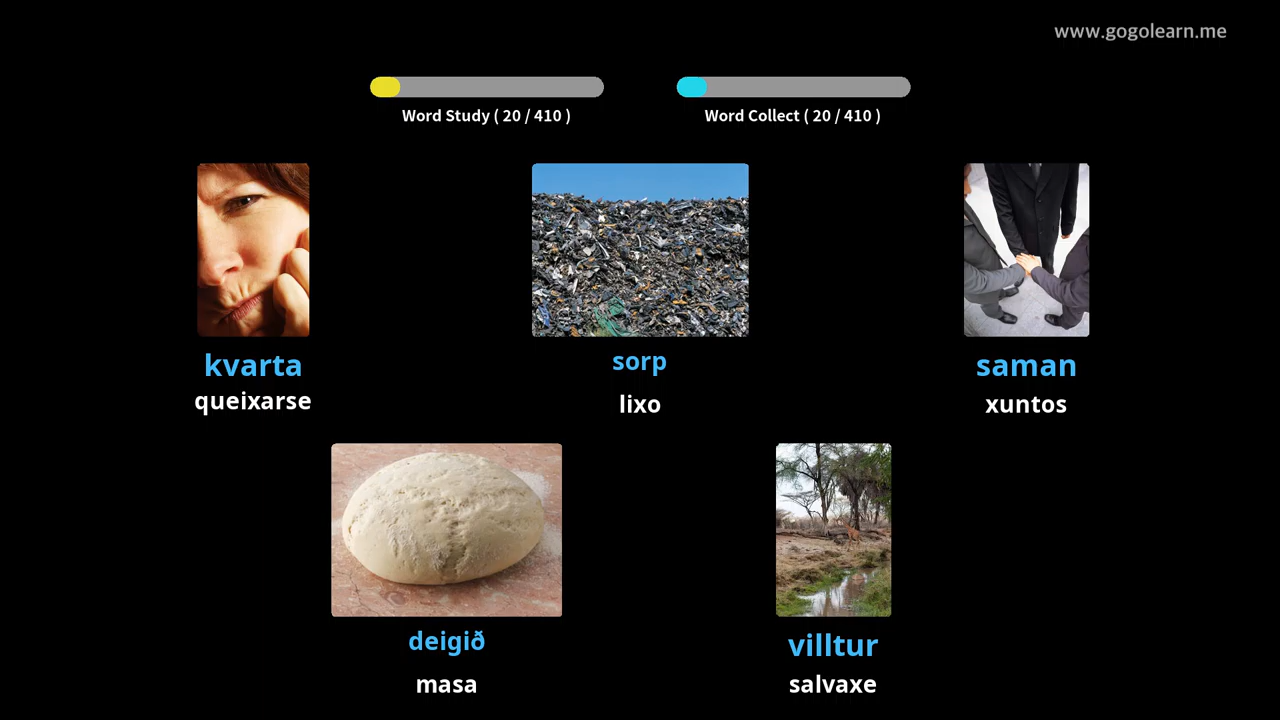 www.gogolearn.me
Word Study ( 20 / 410 )
Word Collect ( 20 / 410 )
kvarta
queixarse
sorp
lixo
saman
xuntos
deigið
masa
villtur
salvaxe